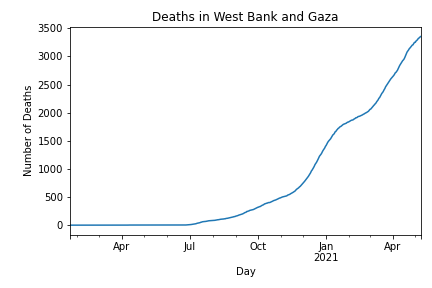 Deaths in West Bank and Gaza
3500
3000
2500
2000
1500
1000
500
0
Number of Deaths
Apr
Jul
Oct
Jan
2021
Apr
Day